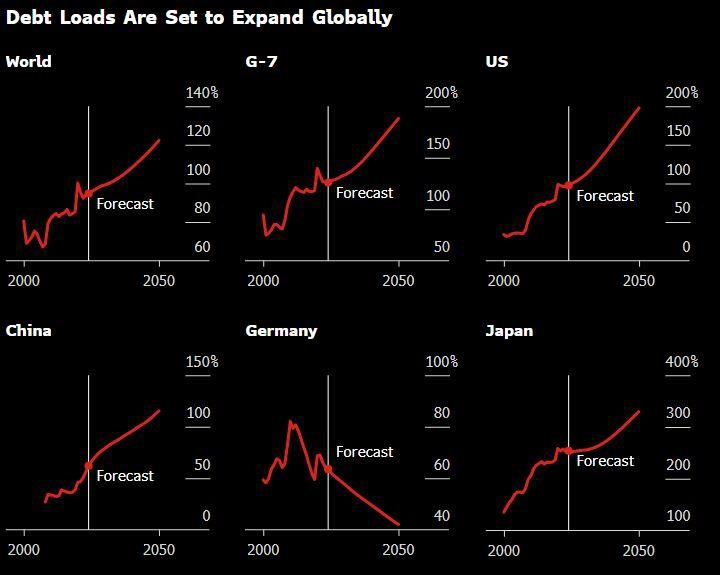 Debt Loads Are Set to Expand Globally
World
140%
120
100
80
60
Forecast
2000 2050
G-7
200%
150
100
50
Forecast
2000 2050
US
200%
150
100
50
0
Forecast
2000 2050
China
150%
100
50
0
Forecast
2000 2050
Germany
100%
80
60
40
Forecast
2000 2050
Japan
400%
300
200
100
Forecast
2000 2050